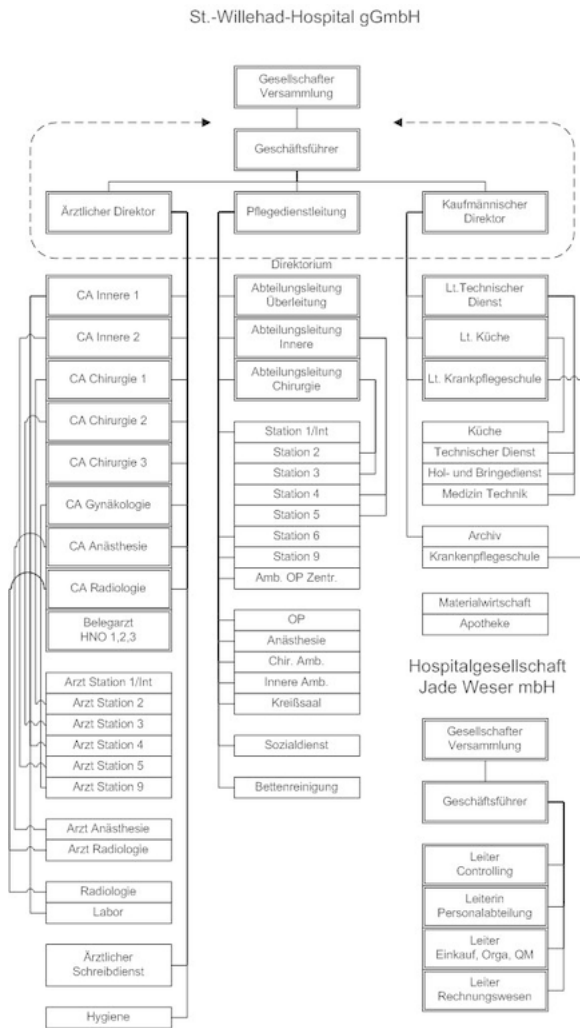 St.-Willehad-Hospital gGmbH
Gesellschafter
Versammlung
Geschäftsführer
Ärztlicher Direktor
Pflegedienstleitung
Kaufmännischer
Direktor
Direktorium
CA Innere 1
CA Innere 2
CA Chirurgie 1
CA Chirurgie 2
CA Chirurgie 3
CA Gynäkologie
CA Anästhesie
CA Radiologie
Belegarzt
HNO 1,2,3
Arzt Station 1/Int
Arzt Station 2
Arzt Station 3
Arzt Station 4
Arzt Station 5
Arzt Station 9
Arzt Anästhesie
Arzt Radiologie
Radiologie
Labor
Ärztlicher
Schreibdienst
Hygiene
Abteilungsleitung
Überleitung
Abteilungsleitung
Innere
Abteilungsleitung
Chirurgie
Station 1/Int
Station 2
Station 3
Station 4
Station 5
Station 6
Station 9
Amb. OP Zentr.
OP
Anästhesie
Chir. Amb.
Innere Amb.
Kreißsaal
Sozialdienst
Bettenreinigung
Lt.Technischer
Dienst
Lt. Küche
Lt. Krankpflegeschule
Küche
Technischer Dienst
Hol- und Bringedienst
Medizin Technik
Archiv
Krankenpflegeschule
Materialwirtschaft
Apotheke
Hospitalgesellschaft
Jade Weser mbH
Gesellschafter
Versammlung
Geschäftsführer
Leiter
Controlling
Leiterin
Personalabteilung
Leiter
Einkauf, Orga, QM
Leiter
Rechnungswesen